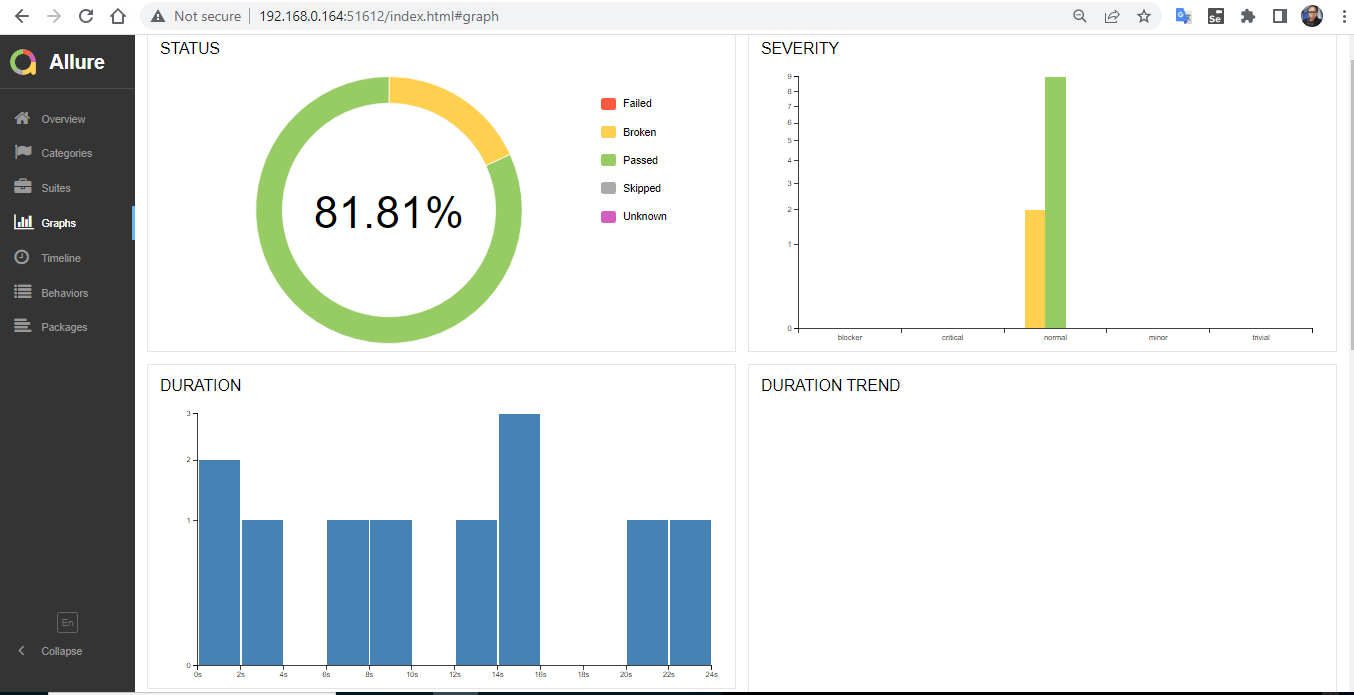 Not secure
192.168.0.164:51612/index.html#graph
Se
Allure
Overview
Categories
Suites
Graphs
Timeline
Behaviors
Packages
En
Collapse
STATUS
81.81%
Failed
Broken
Passed
Skipped
Unknown
SEVERITY
9
8
7
6
5
4
3
2
1
0
blocker critical normal minor trivial
DURATION
3
2
1
0
0s 2s 4s 6s 8s 10s 12s 14s 16s 18s 20s 22s 24s
DURATION TREND